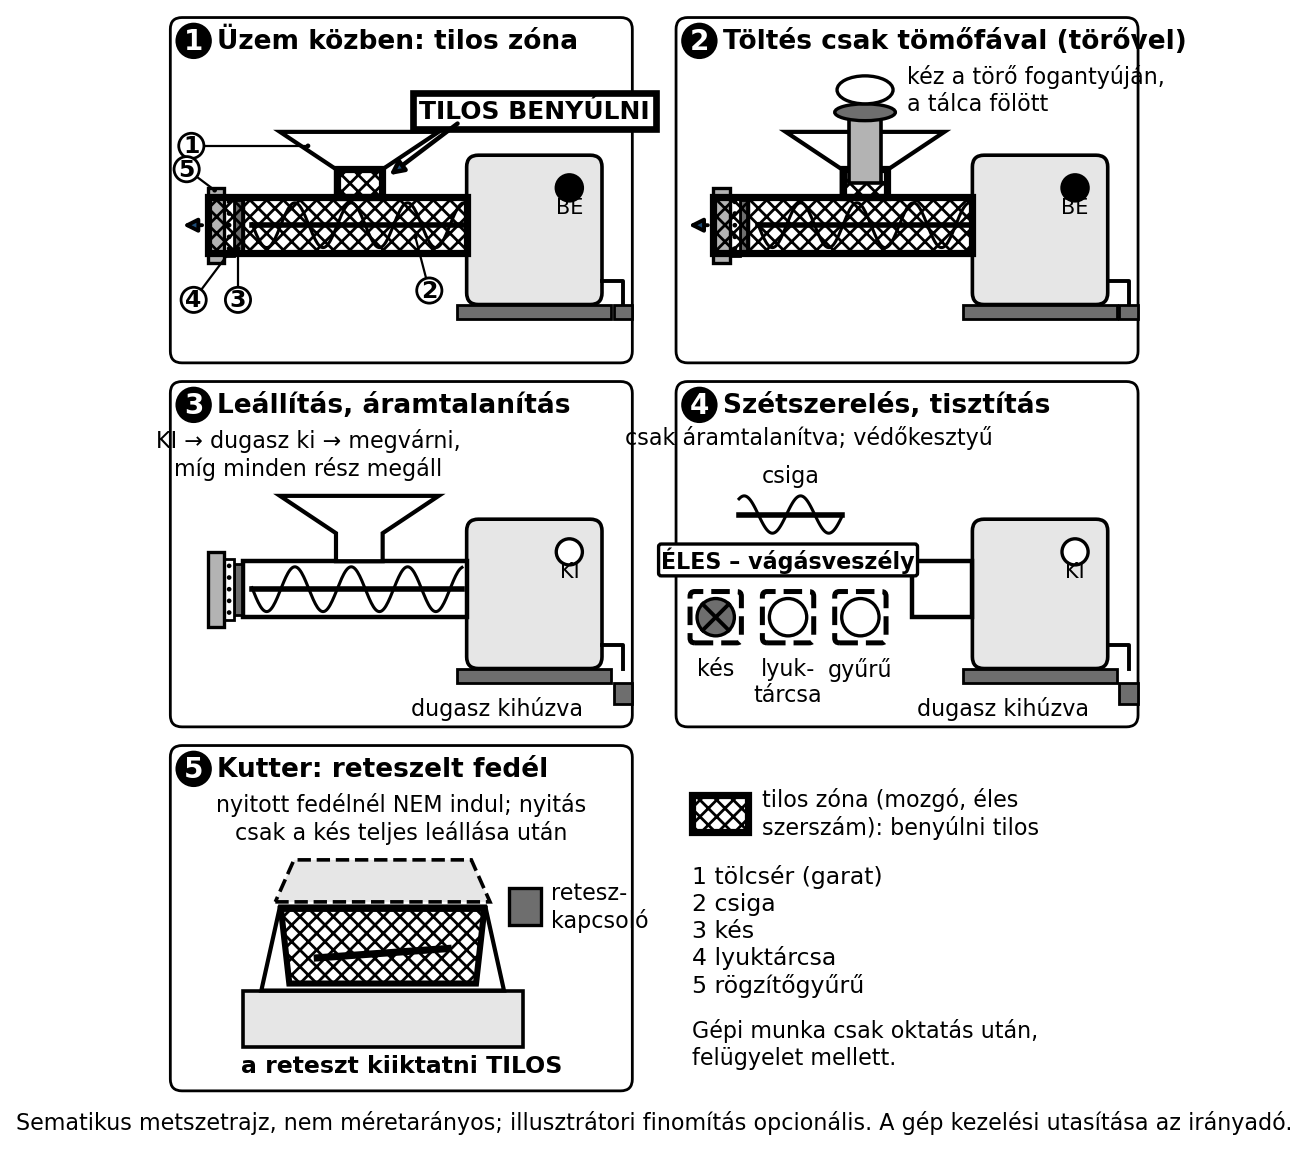 1 Üzem közben: tilos zóna
TILOS BENYÚLNI
1
5
BE
4
3
2
2 Töltés csak tömőfával (törővel)
kéz a törő fogantyúján,
a tálca fölött
BE
3 Leállítás, áramtalanítás
KI → dugasz ki → megvárni,
míg minden rész megáll
KI
dugasz kihúzva
4 Szétszerelés, tisztítás
csak áramtalanítva; védőkesztyű
csiga
ÉLES – vágásveszély
KI
kés
lyuk-
tárcsa
gyűrű
dugasz kihúzva
5 Kutter: reteszelt fedél
nyitott fedélnél NEM indul; nyitás
csak a kés teljes leállása után
retesz-
kapcsoló
a reteszt kiiktatni TILOS
tilos zóna (mozgó, éles
szerszám): benyúlni tilos
1 tölcsér (garat)
2 csiga
3 kés
4 lyuktárcsa
5 rögzítőgyűrű
Gépi munka csak oktatás után,
felügyelet mellett.
Sematikus metszetrajz, nem méretarányos; illusztrátori finomítás opcionális. A gép kezelési utasítása az irányadó.